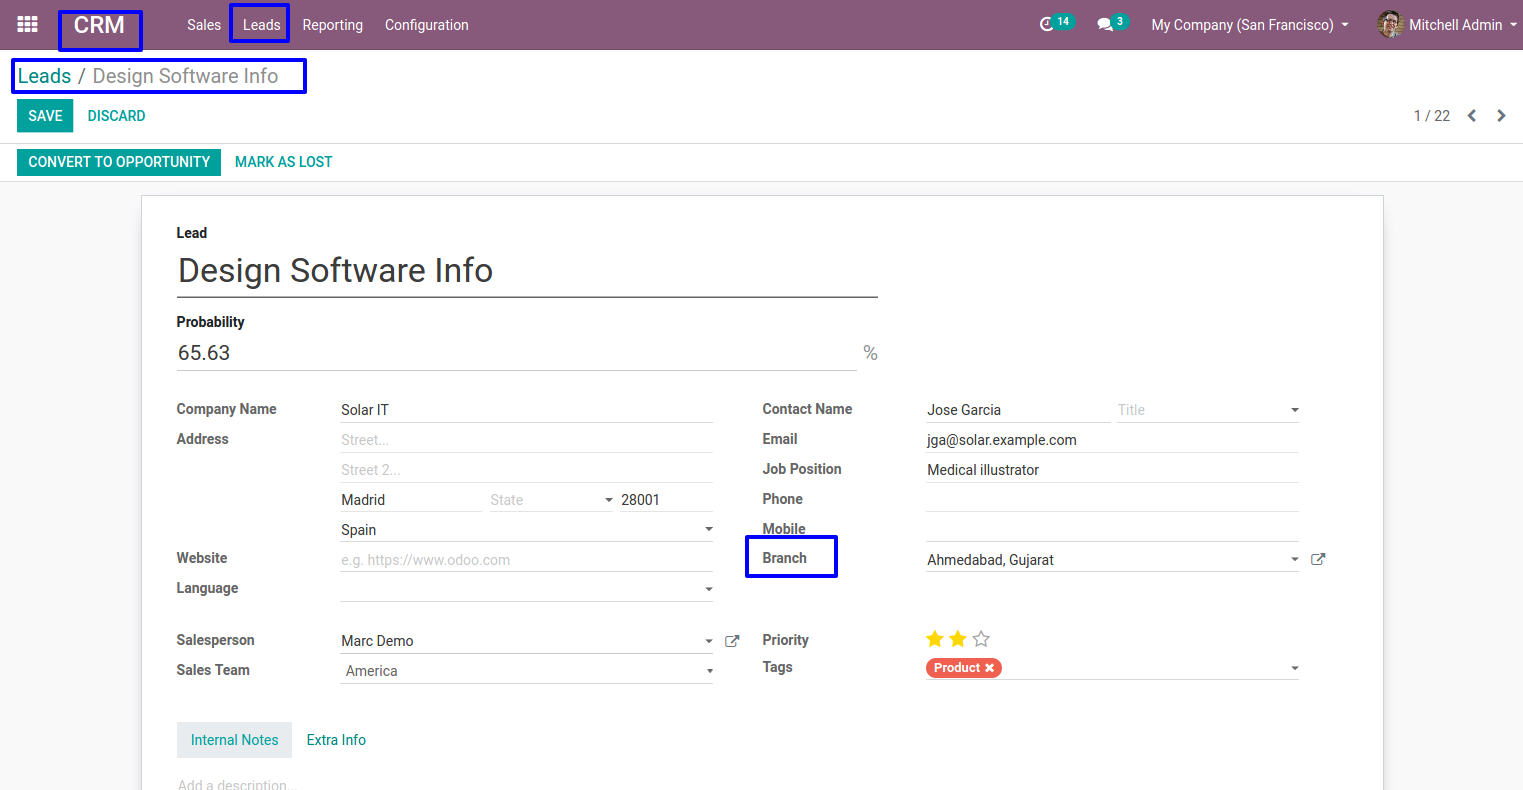 CRM Sales Leads Reporting Configuration 14 3 My Company (San Francisco) Mitchell Admin
Leads / Design Software Info
SAVE DISCARD 1 / 22
CONVERT TO OPPORTUNITY MARK AS LOST
Lead
Design Software Info
Probability
65.63 %
Company Name Solar IT Contact Name Jose Garcia Title
Address Street... Email jga@solar.example.com
Street 2... Job Position Medical illustrator
Madrid State 28001 Phone
Spain Mobile
Website e.g. https://www.odoo.com Branch Ahmedabad, Gujarat
Language
Salesperson Marc Demo Priority
Sales Team America Tags Product
Internal Notes Extra Info
Add a description...